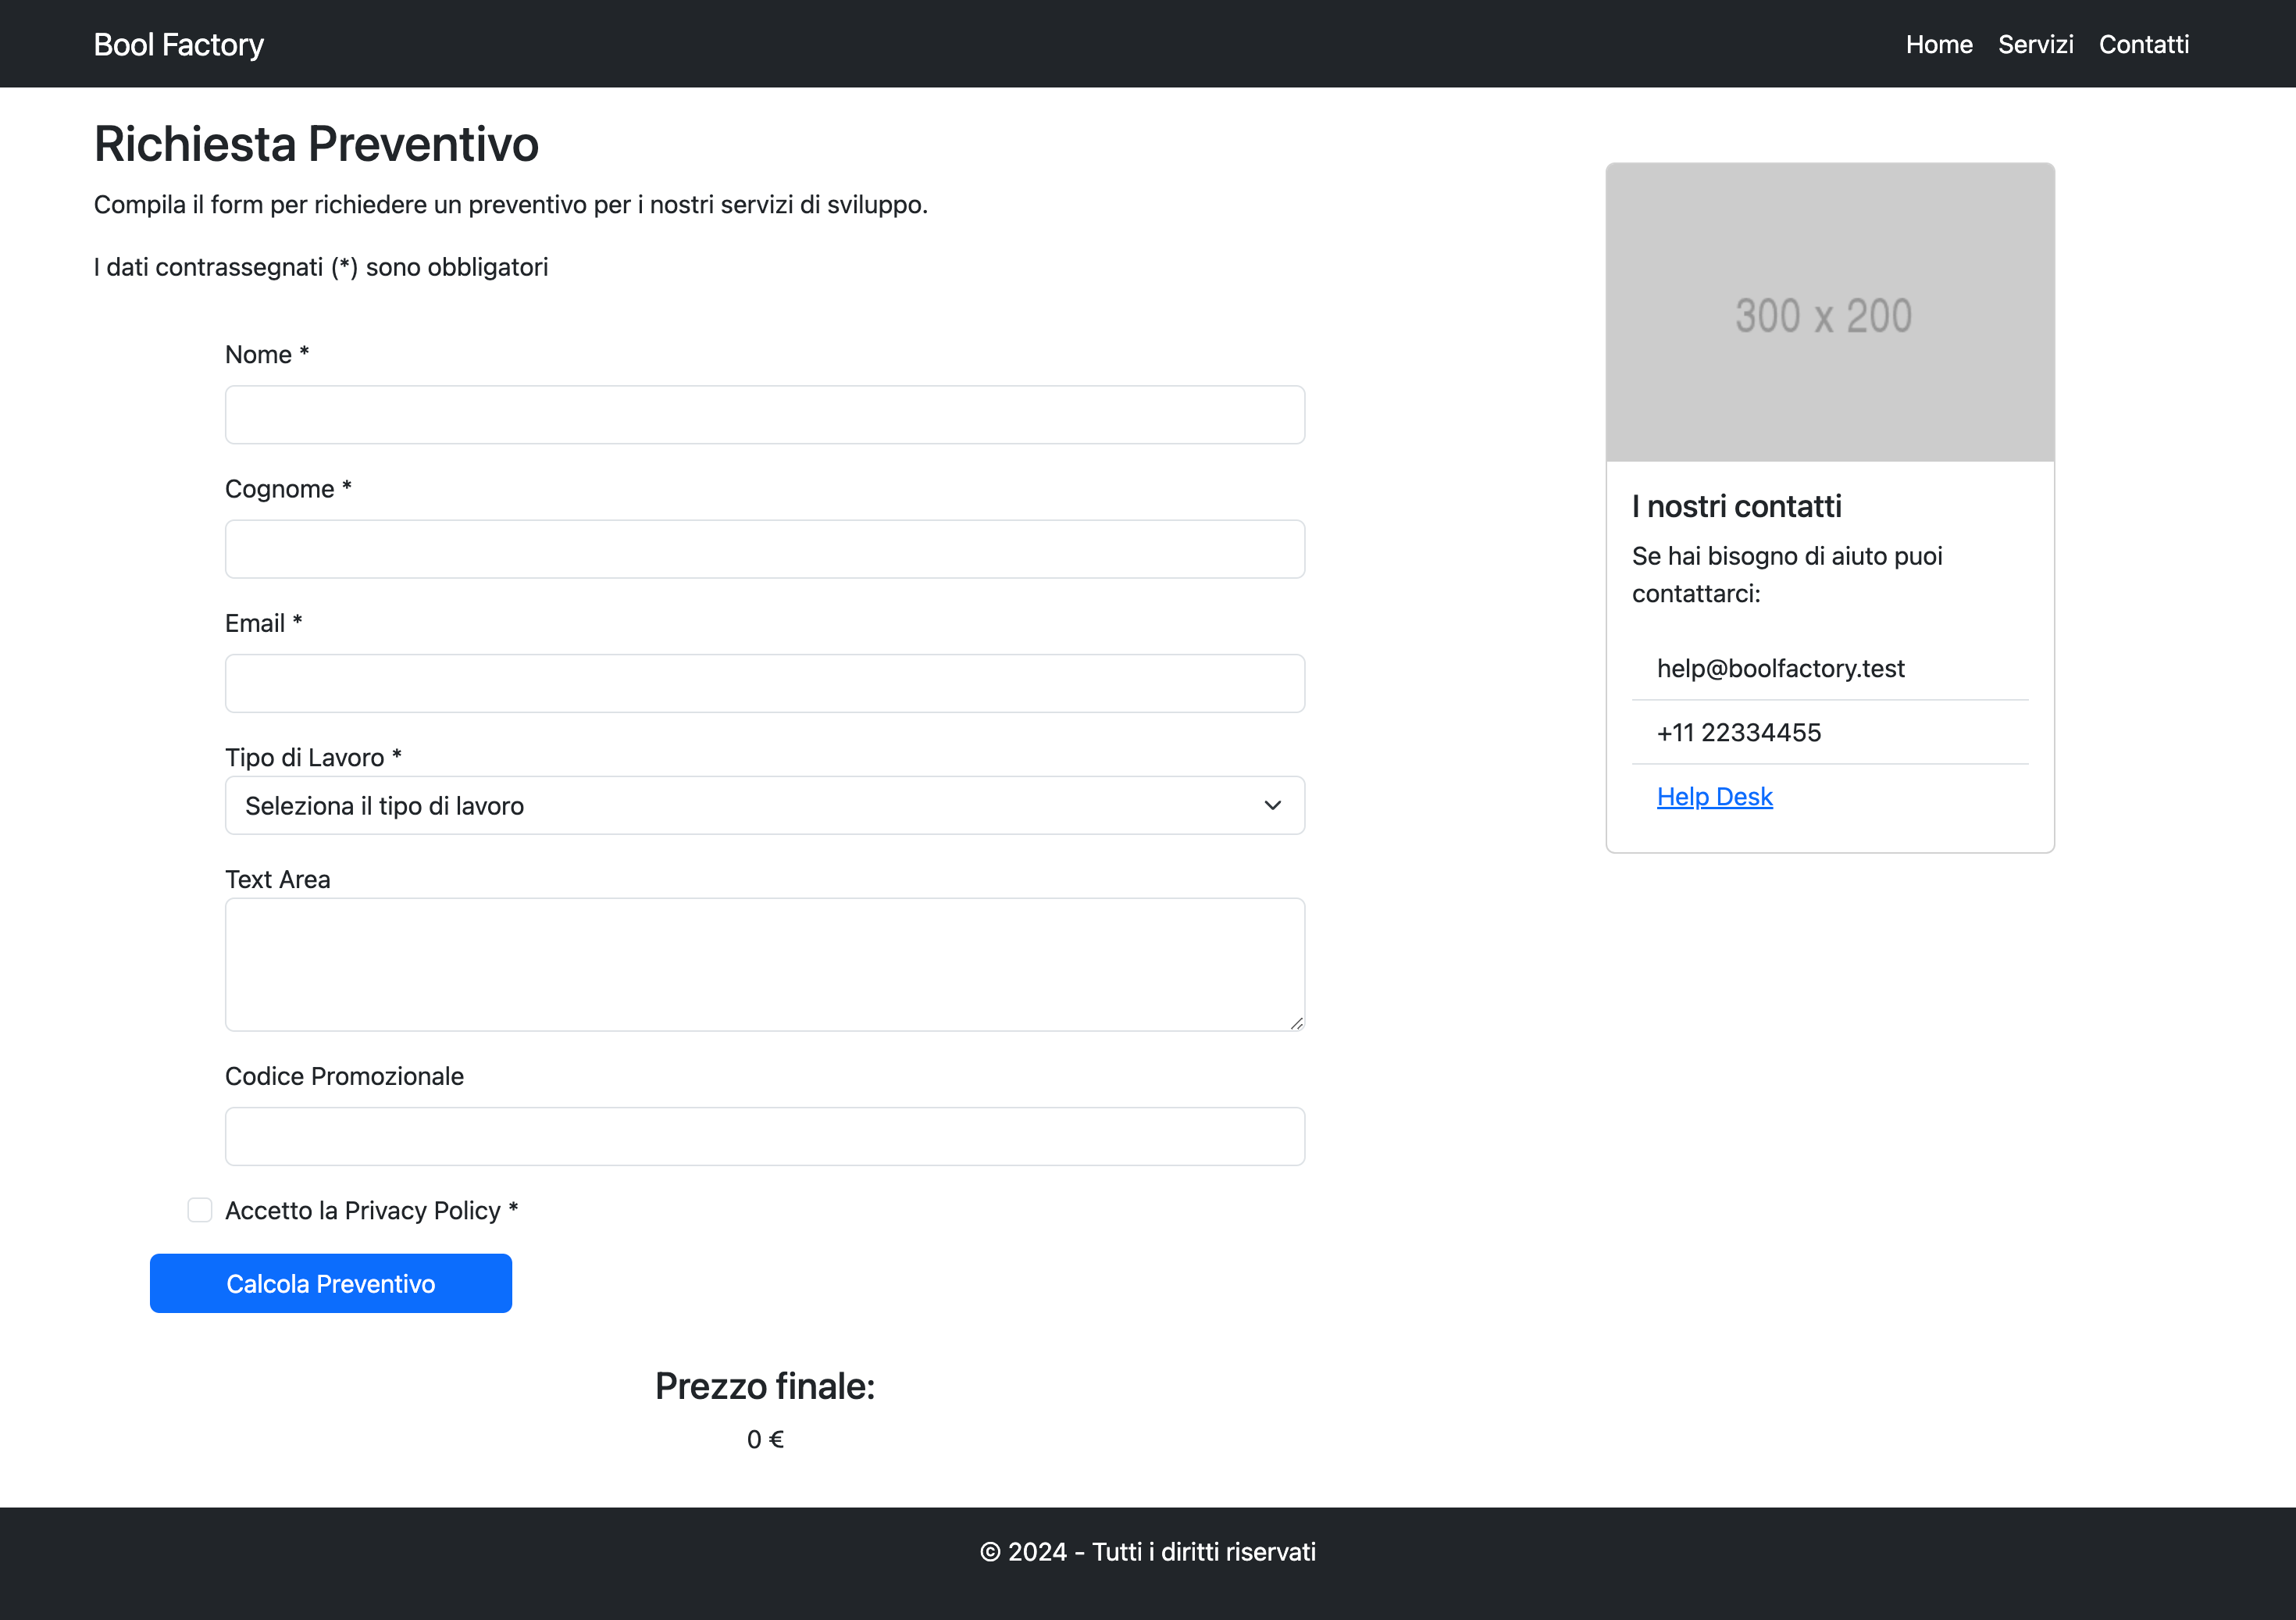 Bool Factory
Home Servizi Contatti
Richiesta Preventivo
Compila il form per richiedere un preventivo per i nostri servizi di sviluppo.
I dati contrassegnati (*) sono obbligatori
Nome *
Cognome *
Email *
Tipo di Lavoro *
Seleziona il tipo di lavoro
Text Area
Codice Promozionale
Accetto la Privacy Policy *
Calcola Preventivo
Prezzo finale:
0 €
300 x 200
I nostri contatti
Se hai bisogno di aiuto puoi
contattarci:
help@boolfactory.test
+11 22334455
Help Desk
© 2024 - Tutti i diritti riservati